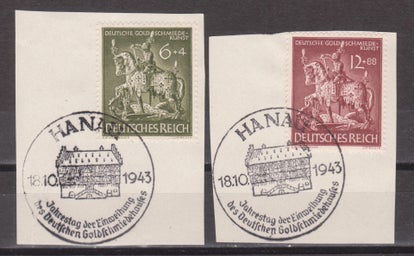 DEUTSCHE GOLDSCHMIEDE-
KUNST
6+4
DEUTSCHES REICH
HANAU
18.10. 1943
Jahrestag der Einweihung
des Deutschen Goldschmiedehauses
DEUTSCHE GOLDSCHMIEDE-
KUNST
12+88
DEUTSCHES REICH
HANAU
18.10. 1943
Jahrestag der Einweihung
des Deutschen Goldschmiedehauses